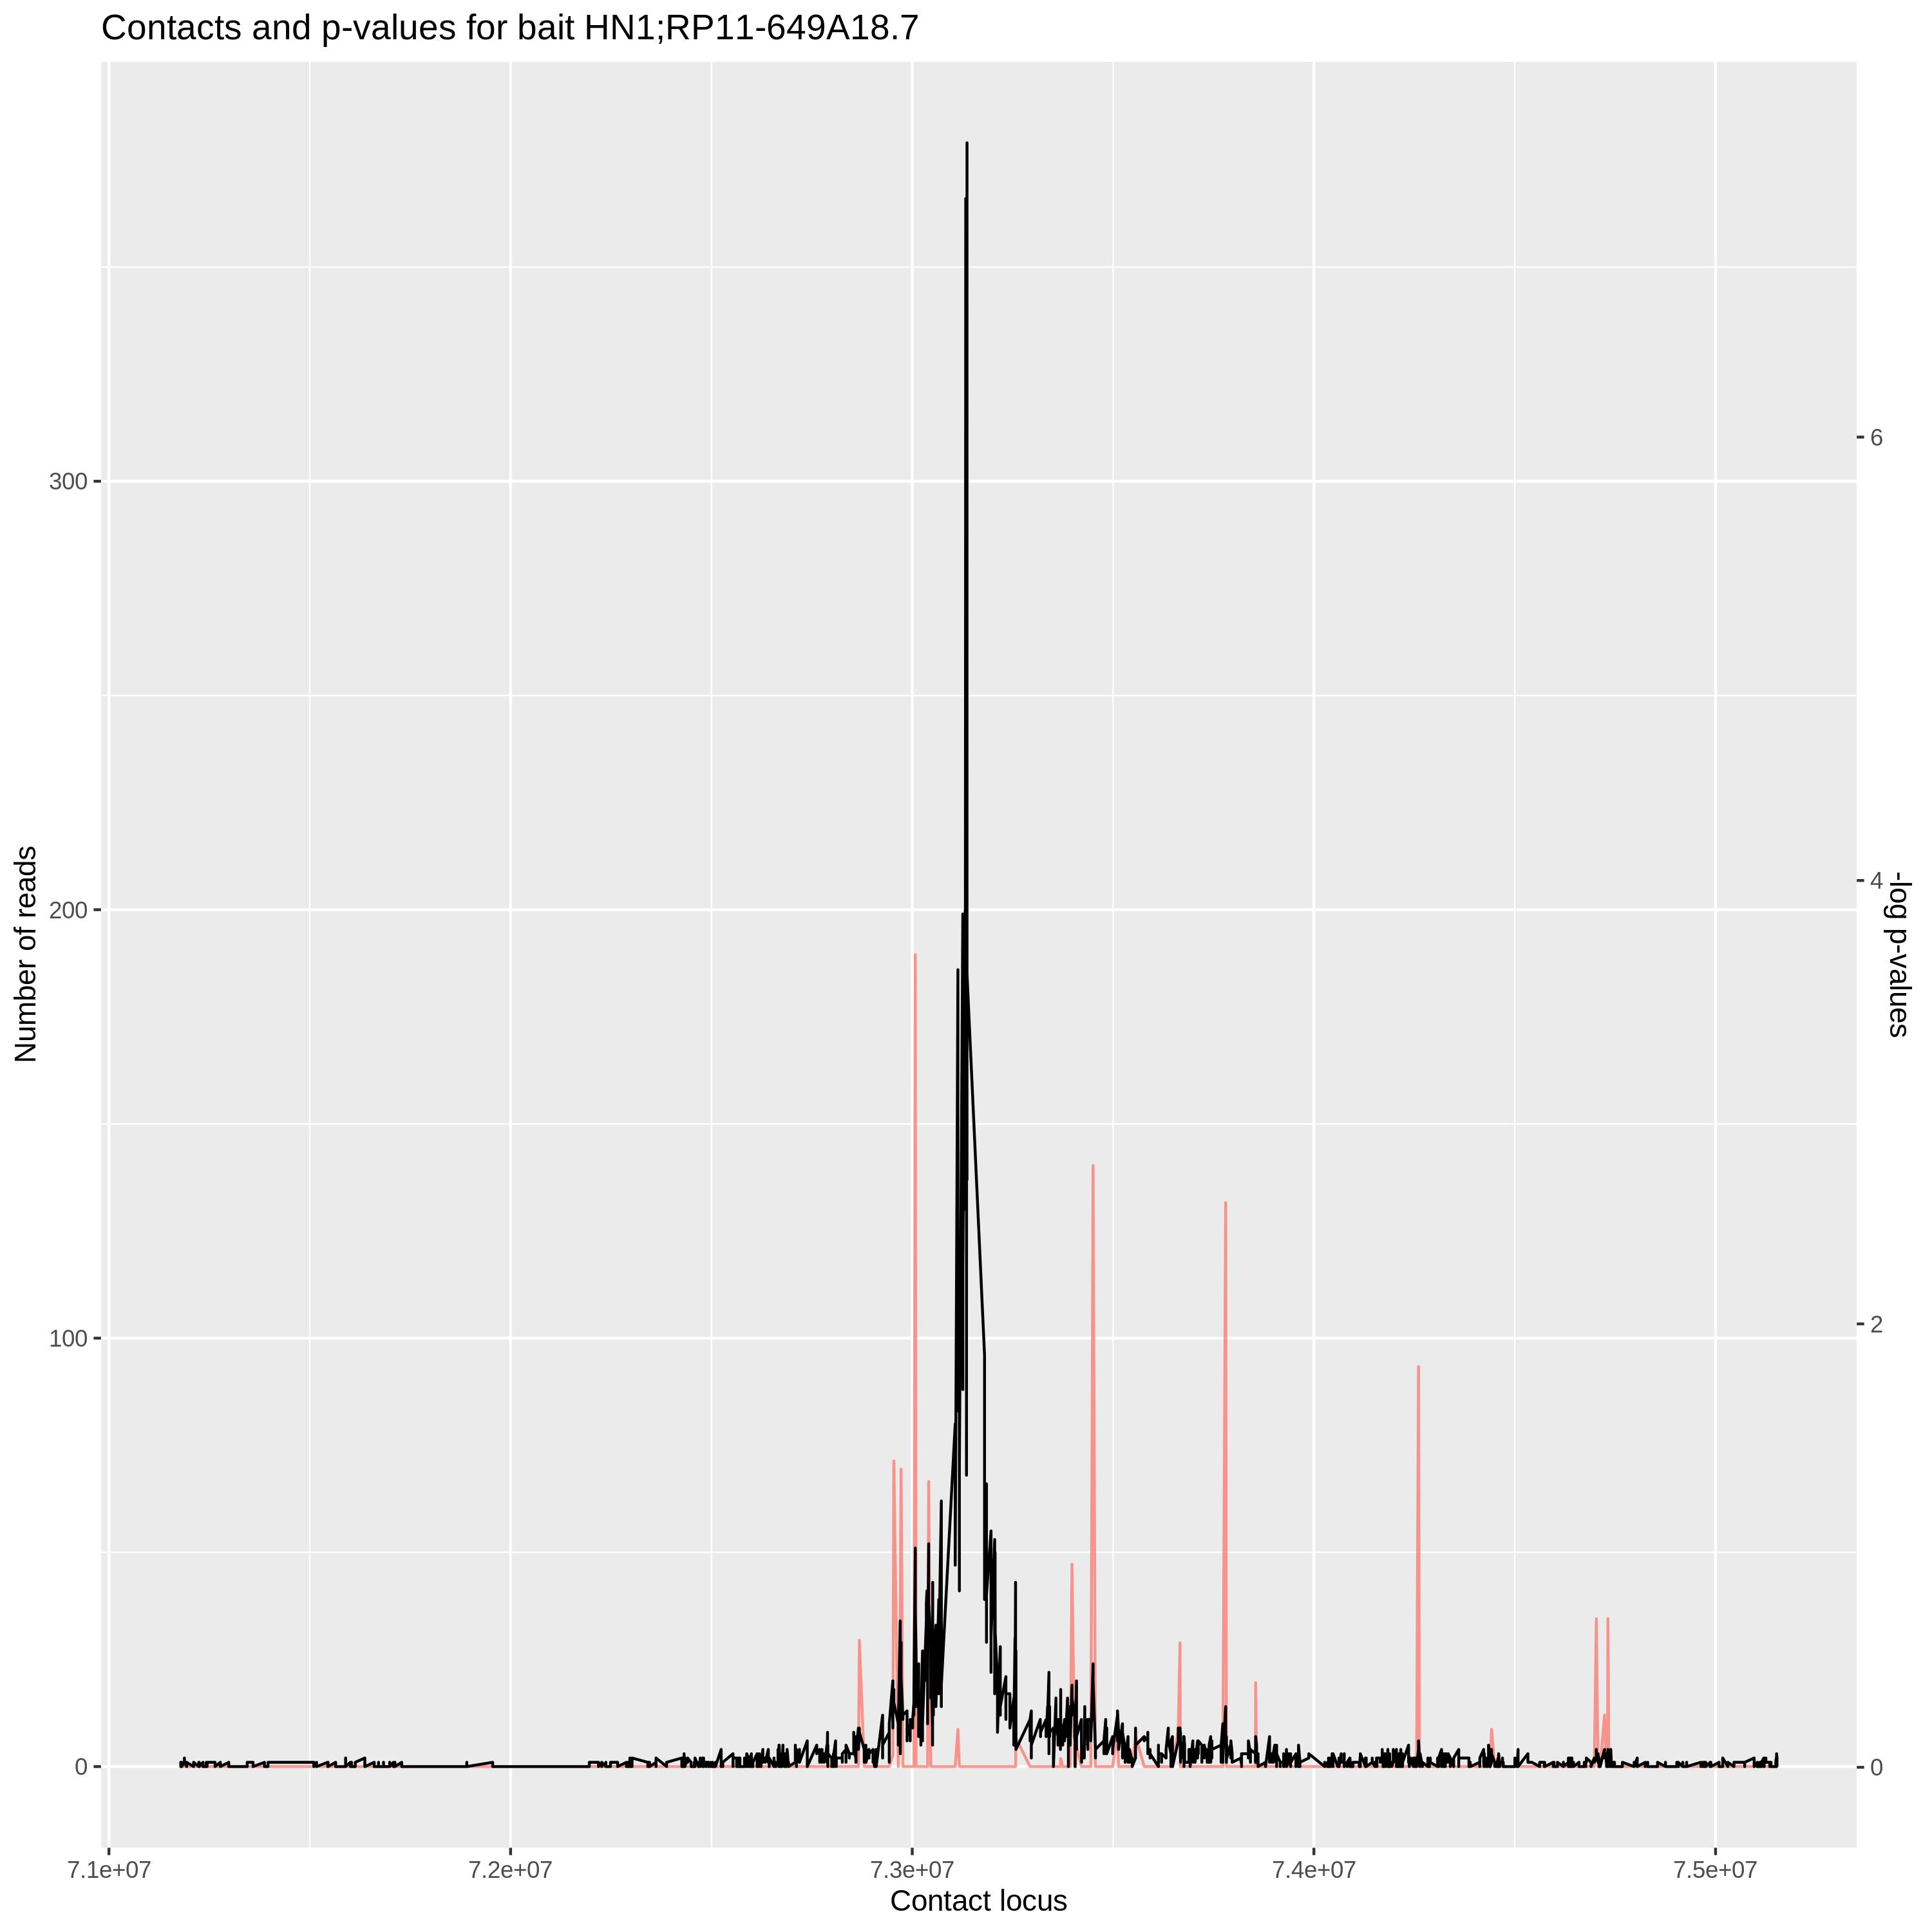 Contacts and p-values for bait HN1;RP11-649A18.7
Number of reads
300
200
100
0
6
4
2
0
-log p-values
7.1e+07 7.2e+07 7.3e+07 7.4e+07 7.5e+07
Contact locus